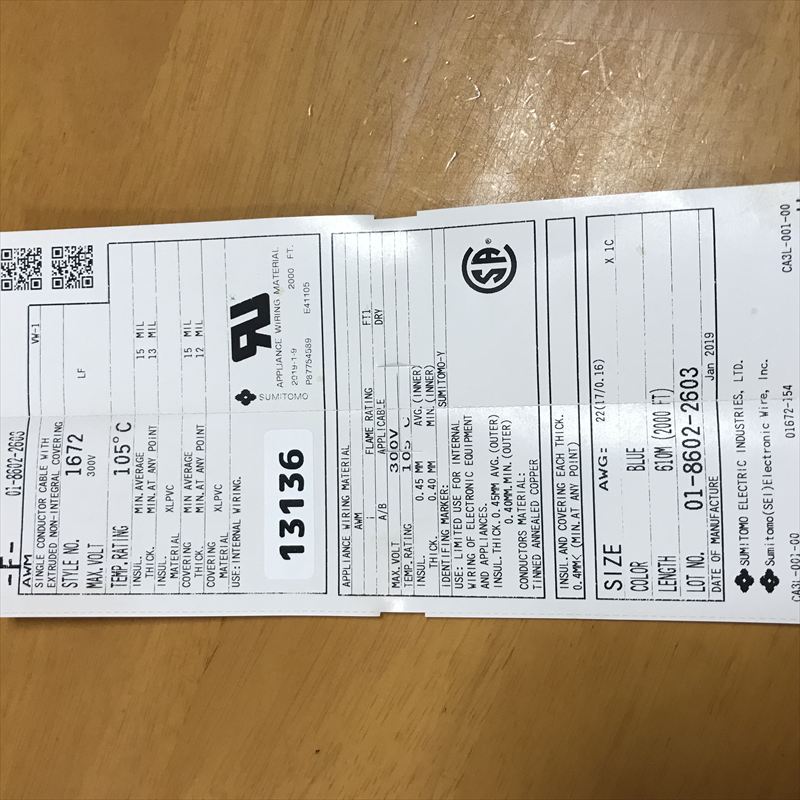 -F-
01-8602-2603
AWM
SINGLE CONDUCTOR CABLE WITH
EXTRUDED NON-INTEGRAL COVERING
VW-1
STYLE NO. 1672 LF
MAX.VOLT 300V
TEMP.RATING 105°C
INSUL. MIN.AVERAGE 15 MIL
THICK. MIN.AT ANY POINT 13 MIL
INSUL.
MATERIAL XLPVC
COVERING MIN AVERAGE 15 MIL
THICK. MIN.AT ANY POINT 12 MIL
COVERING
MATERIAL XLPVC
USE:INTERNAL WIRING.
SUMITOMO
APPLIANCE WIRING MATERIAL
2019-1-9 2000 FT.
P87754589 E41105
13136
APPLIANCE WIRING MATERIAL
AWM
I FLAME RATING FT1
A/B APPLICABLE DRY
MAX.VOLT 300V
TEMP.RATING 105 C
INSUL. 0.45 MM AVG.(INNER)
THICK. 0.40 MM MIN.(INNER)
IDENTIFYING MARKER: SUMITOMO-Y
USE: LIMITED USE FOR INTERNAL
WIRING OF ELECTRONIC EQUIPMENT
AND APPLIANCES.
INSUL.THICK.0.45MM AVG.(OUTER)
0.40MM.MIN.(OUTER)
CONDUCTORS MATERIAL:
TINNED ANNEALED COPPER
SA®
INSUL.AND COVERING EACH THICK.
0.4MM< (MIN.AT ANY POINT)
SIZE AWG: 22(17/0.16) X 1C
COLOR BLUE
LENGTH 610M (2000 FT)
LOT NO. 01-8602-2603
DATE OF MANUFACTURE Jan 2019
SUMITOMO ELECTRIC INDUSTRIES, LTD.
Sumitomo(SEI)Electronic Wire, Inc.
CA3L-001-00 01672-154 CA3L-001-00